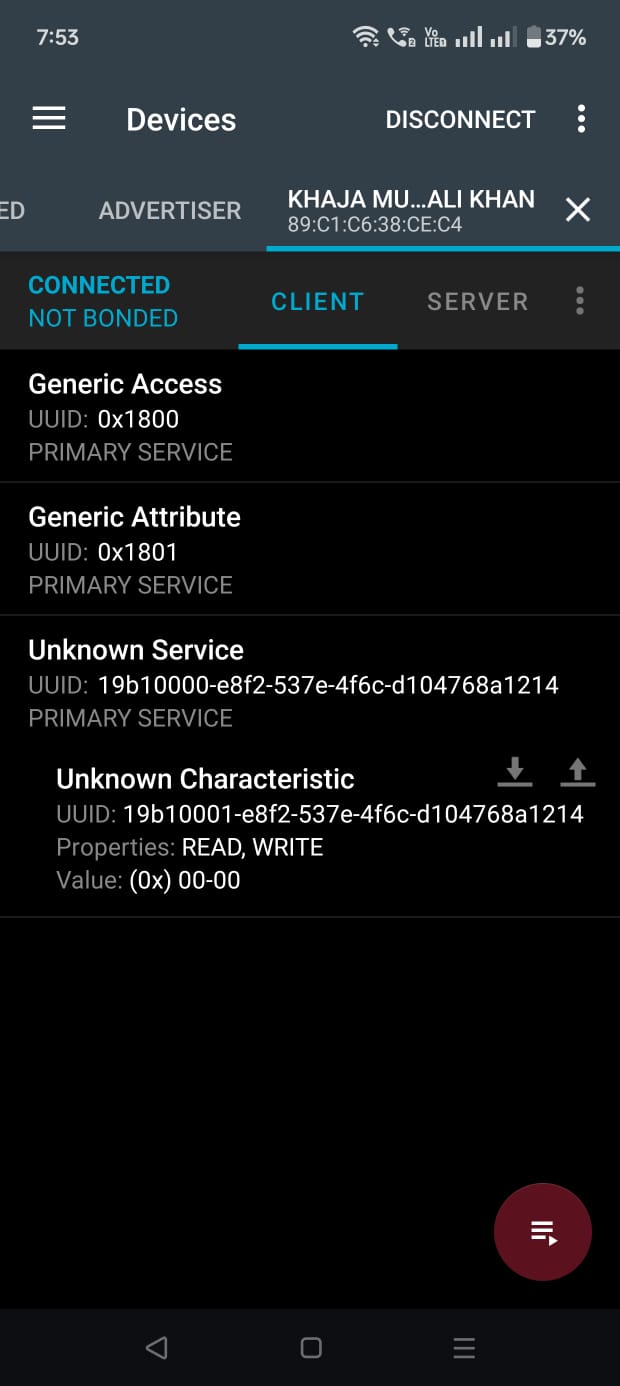 7:53
Vo LTED 37%
Devices DISCONNECT
ED ADVERTISER KHAJA MU...ALI KHAN
89:C1:C6:38:CE:C4
CONNECTED
NOT BONDED
CLIENT SERVER
Generic Access
UUID: 0x1800
PRIMARY SERVICE
Generic Attribute
UUID: 0x1801
PRIMARY SERVICE
Unknown Service
UUID: 19b10000-e8f2-537e-4f6c-d104768a1214
PRIMARY SERVICE
Unknown Characteristic
UUID: 19b10001-e8f2-537e-4f6c-d104768a1214
Properties: READ, WRITE
Value: (0x) 00-00